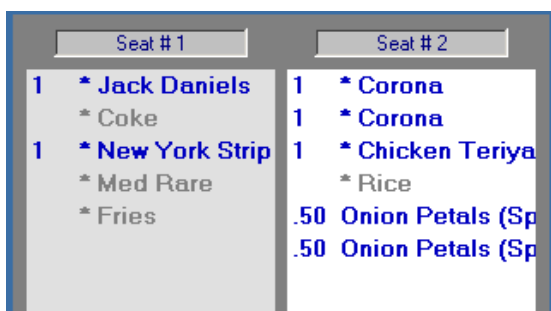 Seat # 1
1 * Jack Daniels
* Coke
1 * New York Strip
* Med Rare
* Fries
Seat # 2
1 * Corona
1 * Corona
1 * Chicken Teriya
* Rice
.50 Onion Petals (Sp
.50 Onion Petals (Sp